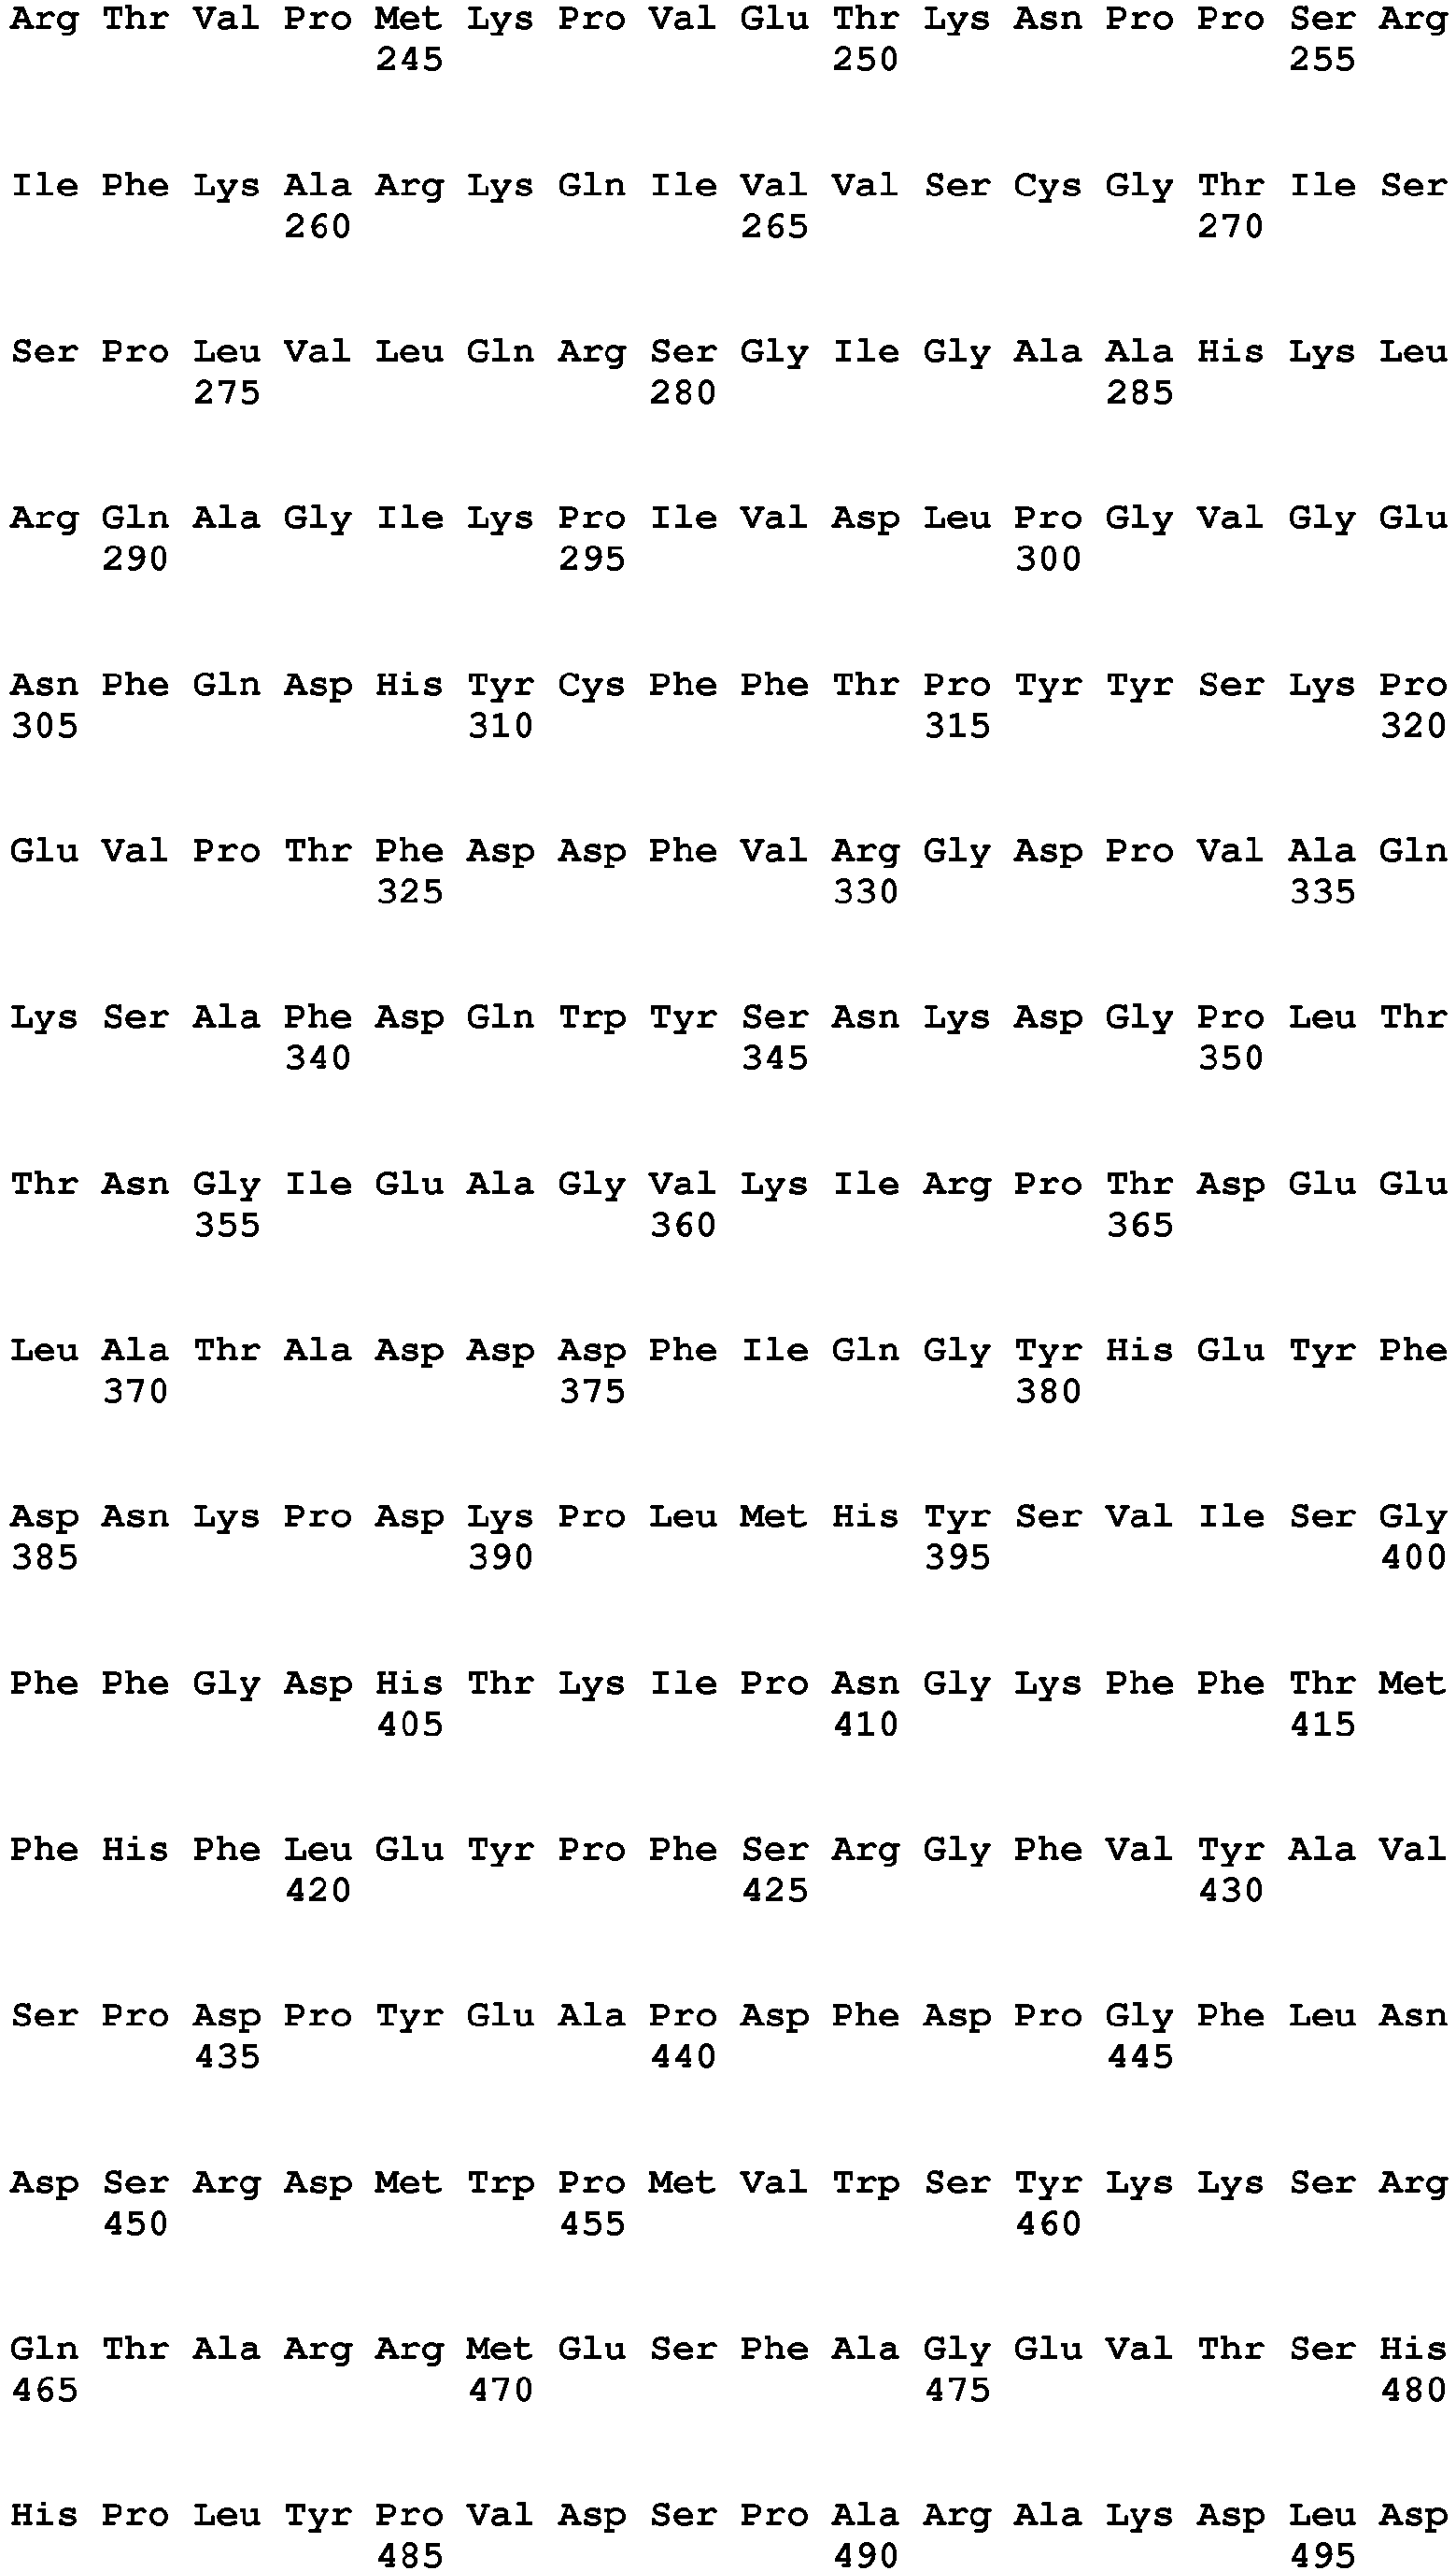 Arg Thr Val Pro Met Lys Pro Val Glu Thr Lys Asn Pro Pro Ser Arg
245 250 255
Ile Phe Lys Ala Arg Lys Gln Ile Val Val Ser Cys Gly Thr Ile Ser
260 265 270
Ser Pro Leu Val Leu Gln Arg Ser Gly Ile Gly Ala Ala His Lys Leu
275 280 285
Arg Gln Ala Gly Ile Lys Pro Ile Val Asp Leu Pro Gly Val Gly Glu
290 295 300
Asn Phe Gln Asp His Tyr Cys Phe Phe Thr Pro Tyr Tyr Ser Lys Pro
305 310 315 320
Glu Val Pro Thr Phe Asp Asp Phe Val Arg Gly Asp Pro Val Ala Gln
325 330 335
Lys Ser Ala Phe Asp Gln Trp Tyr Ser Asn Lys Asp Gly Pro Leu Thr
340 345 350
Thr Asn Gly Ile Glu Ala Gly Val Lys Ile Arg Pro Thr Asp Glu Glu
355 360 365
Leu Ala Thr Ala Asp Asp Asp Phe Ile Gln Gly Tyr His Glu Tyr Phe
370 375 380
Asp Asn Lys Pro Asp Lys Pro Leu Met His Tyr Ser Val Ile Ser Gly
385 390 395 400
Phe Phe Gly Asp His Thr Lys Ile Pro Asn Gly Lys Phe Phe Thr Met
405 410 415
Phe His Phe Leu Glu Tyr Pro Phe Ser Arg Gly Phe Val Tyr Ala Val
420 425 430
Ser Pro Asp Pro Tyr Glu Ala Pro Asp Phe Asp Pro Gly Phe Leu Asn
435 440 445
Asp Ser Arg Asp Met Trp Pro Met Val Trp Ser Tyr Lys Lys Ser Arg
450 455 460
Gln Thr Ala Arg Arg Met Glu Ser Phe Ala Gly Glu Val Thr Ser His
465 470 475 480
His Pro Leu Tyr Pro Val Asp Ser Pro Ala Arg Ala Lys Asp Leu Asp
485 490 495